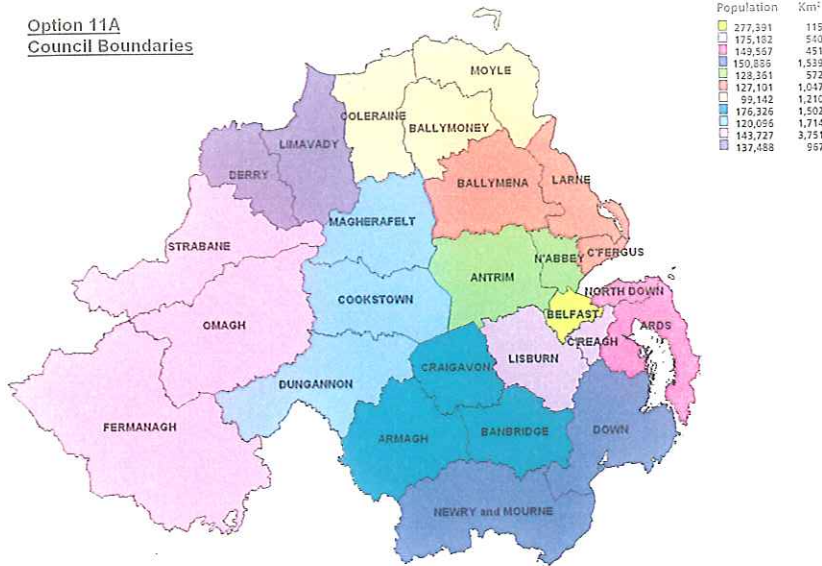 Option 11A
Council Boundaries
Population Km²
277,391 115
175,182 540
149,567 451
150,886 1,539
128,361 572
127,101 1,047
99,142 1,210
176,326 1,502
120,096 1,714
143,727 3,751
137,488 967
MOYLE
COLERAINE
BALLYMONEY
LIMAVADY
DERRY
BALLYMENA
LARNE
MAGHERAFELT
STRABANE
C'FERGUS
N'ABBEY
ANTRIM
NORTH DOWN
COOKSTOWN
BELFAST
ARDS
OMAGH
C'REAGH
LISBURN
CRAIGAVON
DUNGANNON
FERMANAGH
ARMAGH
BANBRIDGE
DOWN
NEWRY and MOURNE